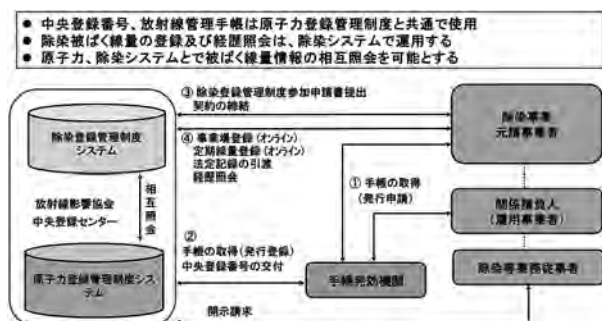 ● 中央登録番号、放射線管理手帳は原子力登録管理制度と共通で使用
● 除染被ばく線量の登録及び経歴照会は、除染システムで運用する
● 原子力、除染システムとで被ばく線量情報の相互照会を可能とする
③ 除染登録管理制度参加申請書提出
契約の締結
除染登録管理制度
システム
④ 事業場登録(オンライン)
定期線量登録(オンライン)
法定記録の引渡
経歴照会
除染事業
元請事業者
放射線影響協会
中央登録センター
相互照会
① 手帳の取得
(発行申請)
関係請負人
(雇用事業者)
②
手帳の取得(発行登録)
中央登録番号の交付
原子力登録管理制度シス
テム
手帳発効機関
除染等業務従事者
開示請求